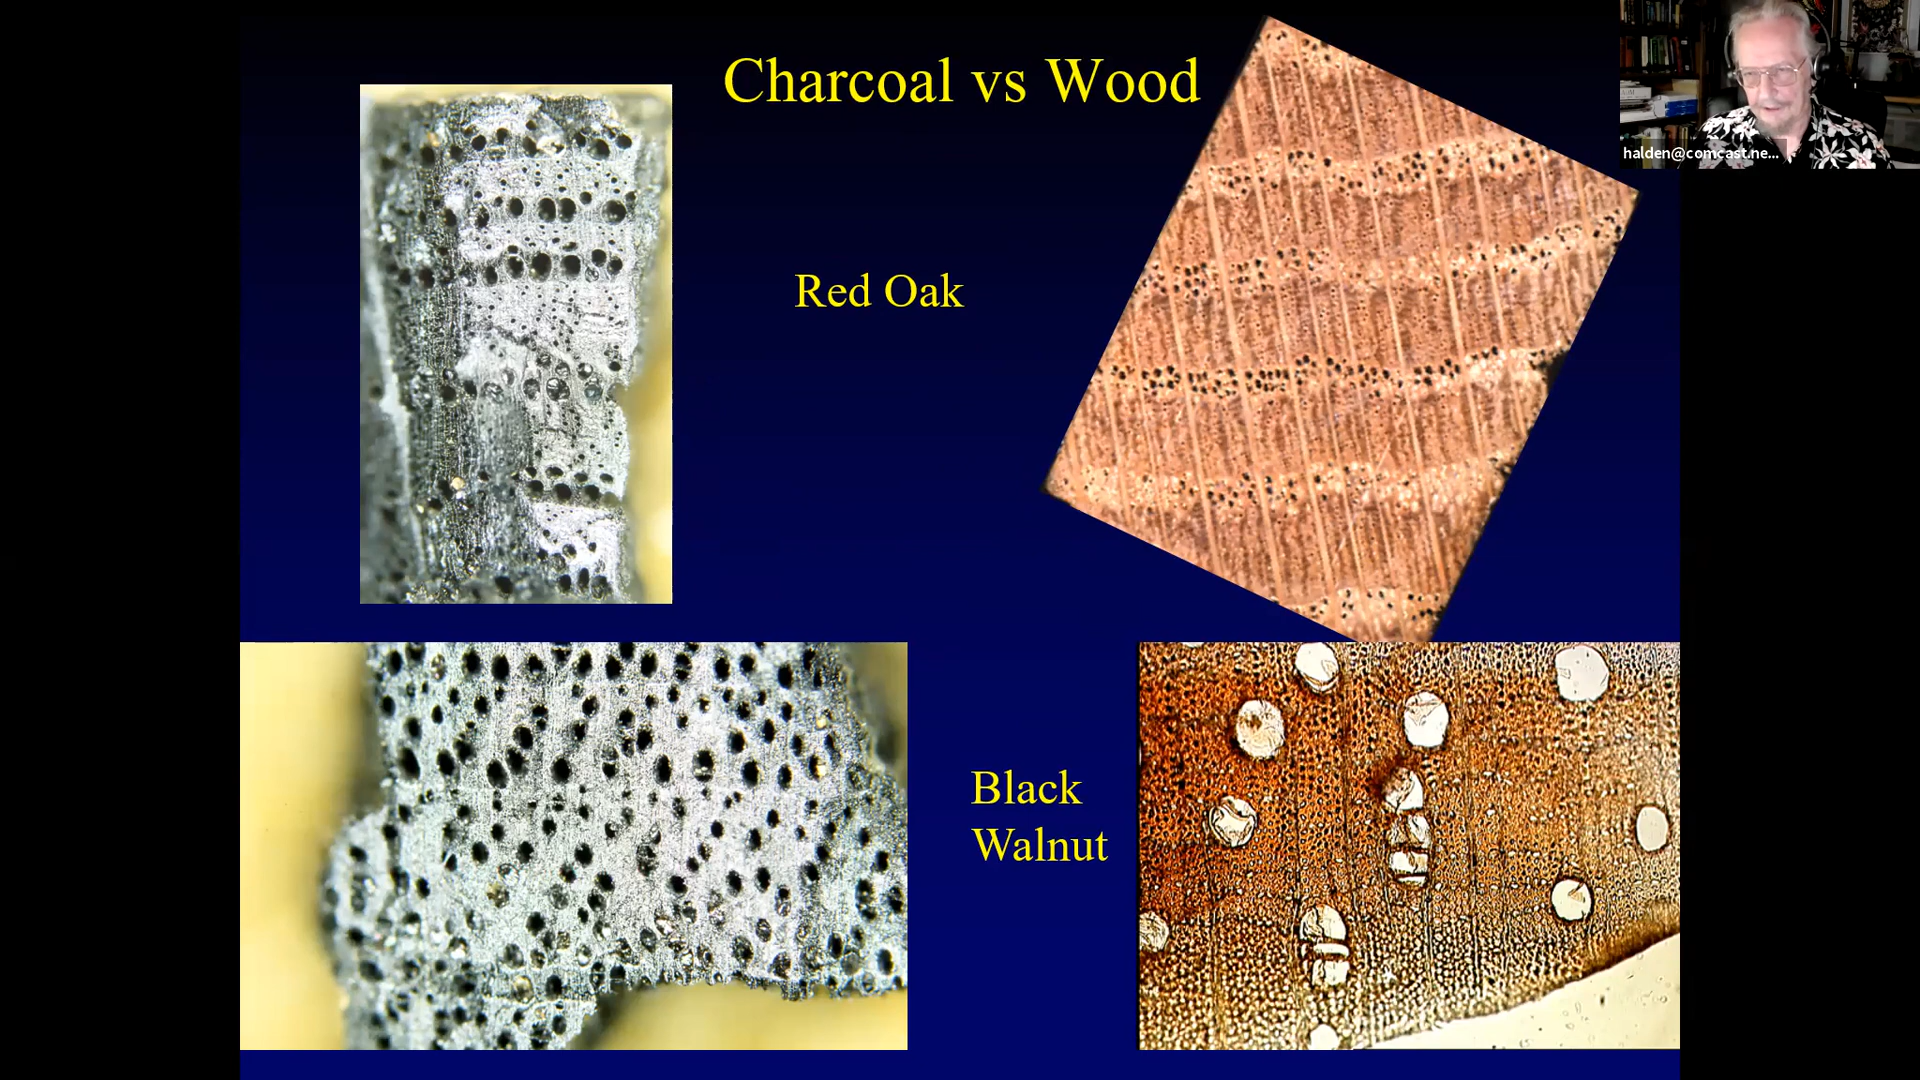 Charcoal vs Wood
halden@comcast.ne...
Red Oak
Black
Walnut